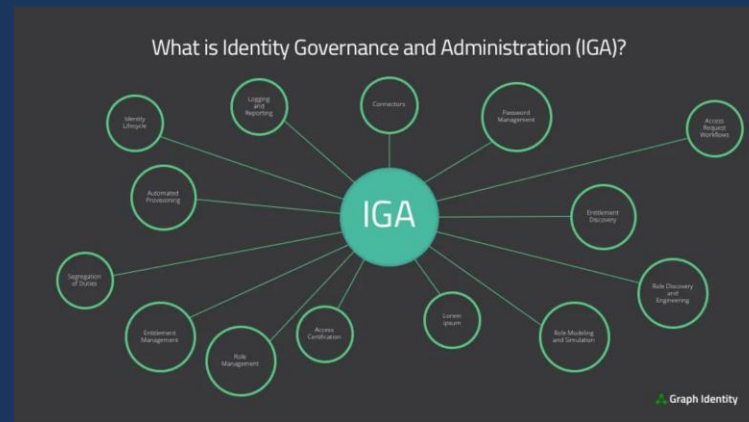 What is Identity Governance and Administration (IGA)?
Identity
Lifecycle
Logging
and
Reporting
Connectors
Password
Management
Access
Request
Workflows
Automated
Provisioning
IGA
Entitlement
Discovery
Segregation
of Duties
Role Discovery
and
Engineering
Entitlement
Management
Role
Management
Access
Certification
Lorem
ipsum
Role Modeling
and Simulation
Graph Identity